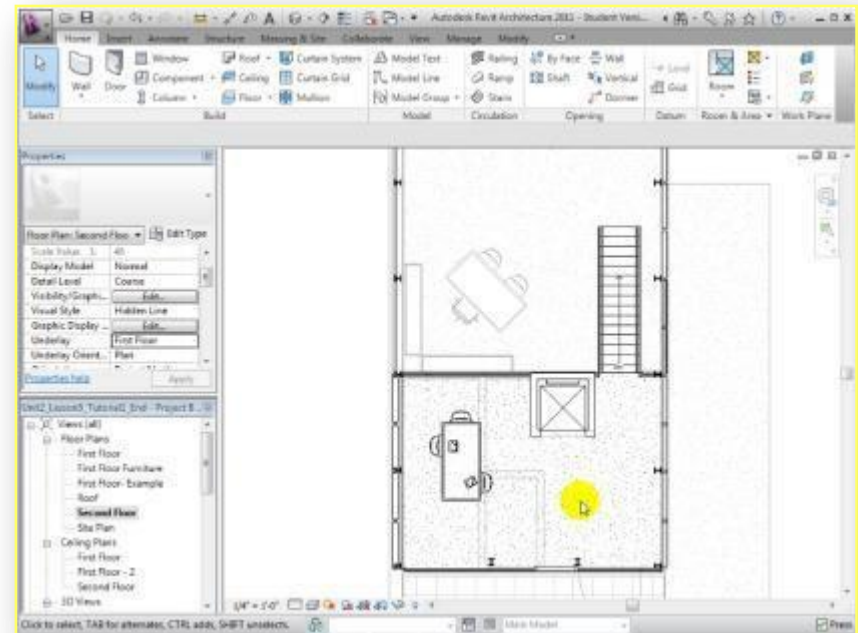 Autodesk Revit Architecture 2011 - Student Versi...
Home Insert Annotate Structure Massing & Site Collaborate View Manage Modify
Modify Wall Door Window Component Column Roof Ceiling Floor Curtain System Curtain Grid Mullion Model Text Model Line Model Group Railing Ramp Stairs By Face Shaft Wall Vertical Dormer Level Grid Room
Select Build Model Circulation Opening Datum Room & Area Work Plane
Properties
Floor Plan: Second Floo Edit Type
Scale Value 1: 48
Display Model Normal
Detail Level Coarse
Visibility/Graphi... Edit...
Visual Style Hidden Line
Graphic Display ... Edit...
Underlay First Floor
Underlay Orient... Plan
Properties help Apply
Unit2_Lesson5_Tutorial1_End - Project B...
Views (all)
Floor Plans
First Floor
First Floor Furniture
First Floor- Example
Roof
Second Floor
Site Plan
Ceiling Plans
First Floor
First Floor - 2
Second Floor
3D Views
1/4" = 1'-0"
Click to select, TAB for alternates, CTRL adds, SHIFT unselects.
Main Model
Press